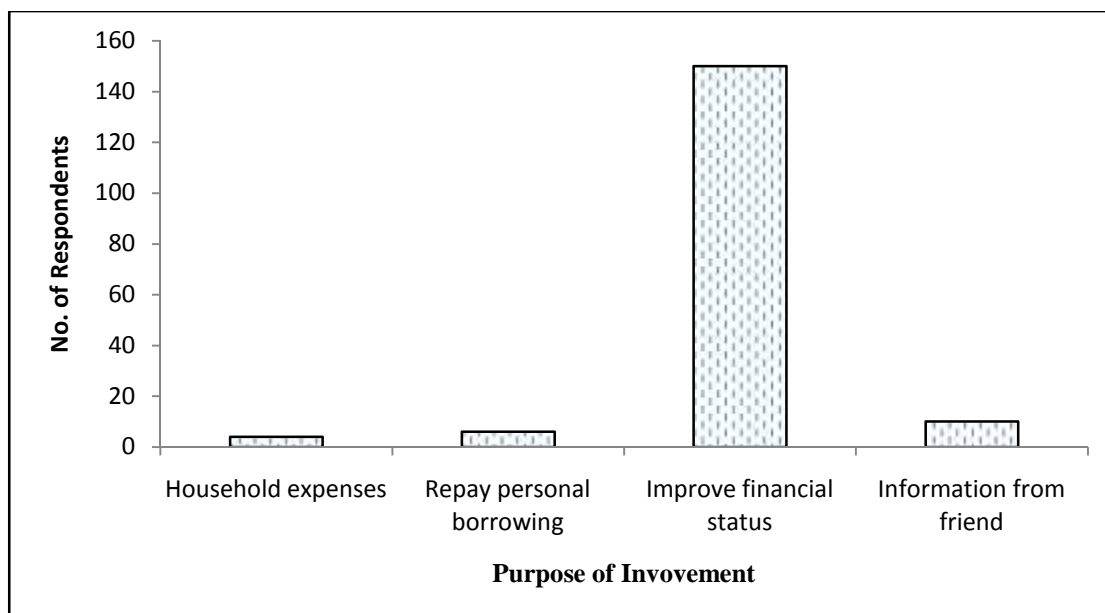 160
140
120
100
80
60
40
20
0
No. of Respondents
Household expenses
Repay personal
borrowing
Improve financial
status
Information from
friend
Purpose of Invovement